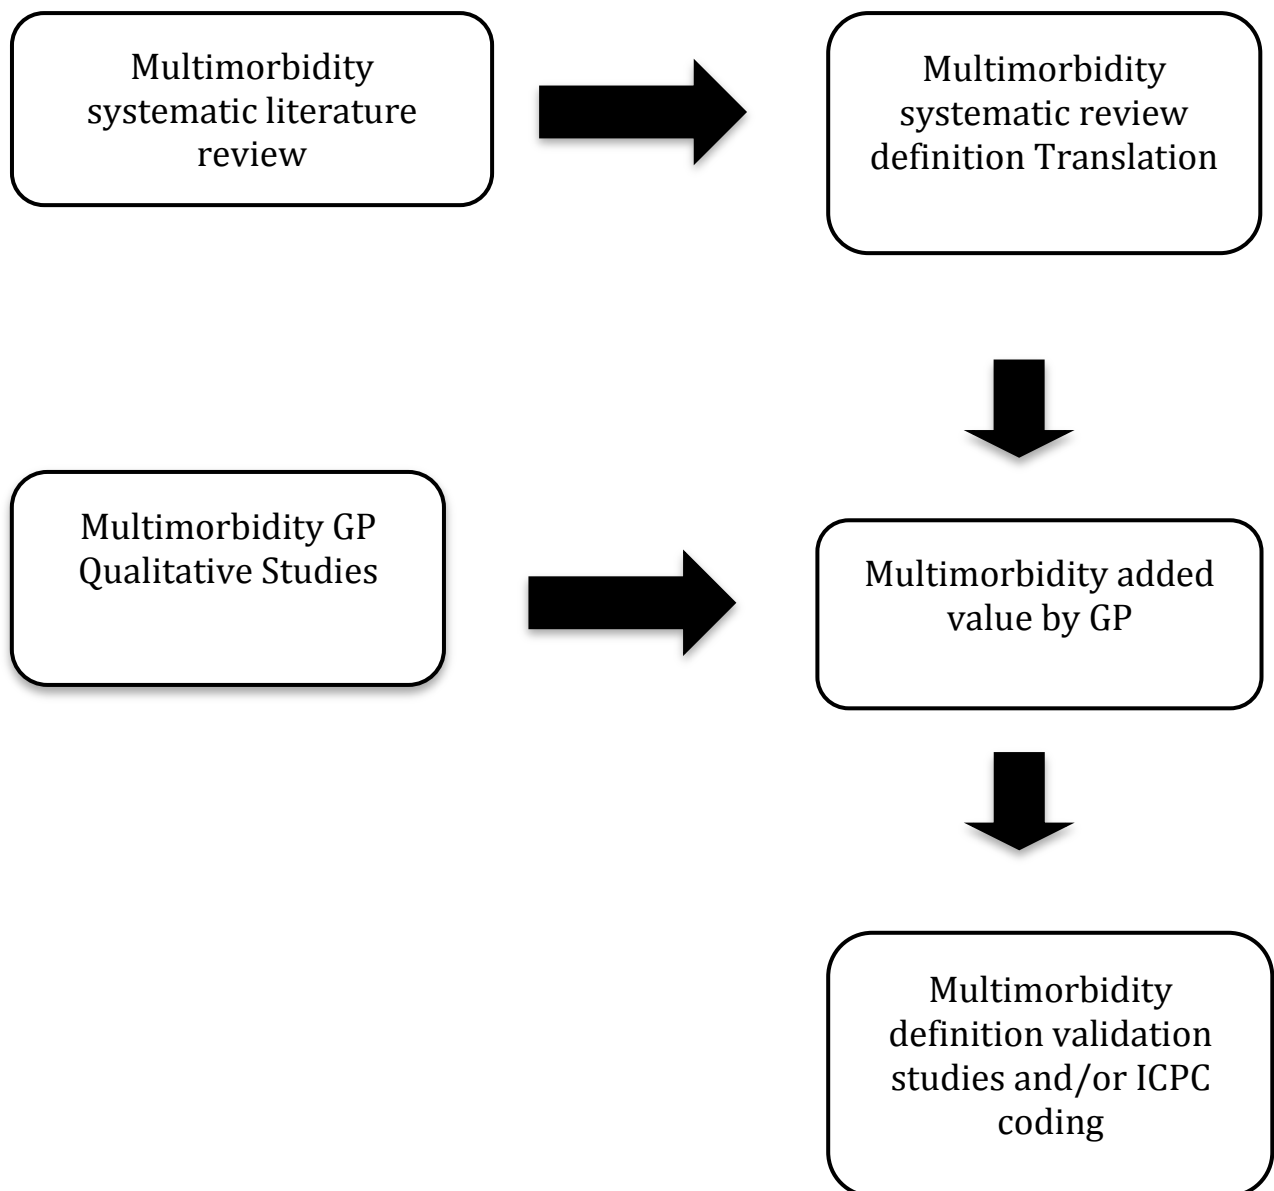 Multimorbidity
systematic literature
review
Multimorbidity
systematic review
definition Translation
Multimorbidity GP
Qualitative Studies
Multimorbidity added
value by GP
Multimorbidity
definition validation
studies and/or ICPC
coding